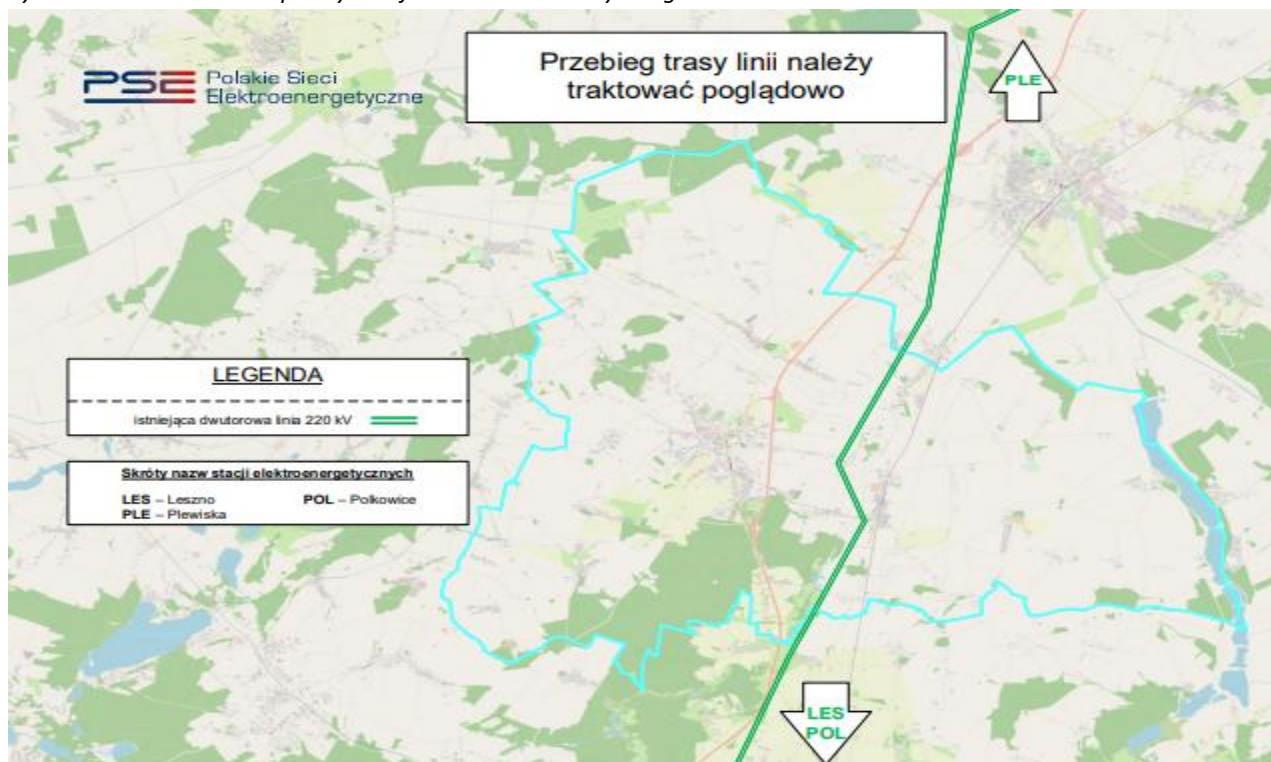 PSE Polskie Sieci
Elektroenergetyczne
Przebieg trasy linii należy
traktować poglądowo
PLE
LEGENDA
istniejąca dwutorowa linia 220 kV
Skróty nazw stacji elektroenergetycznych
LES – Leszno POL – Polkowice
PLE – Plewiska
LES
POL